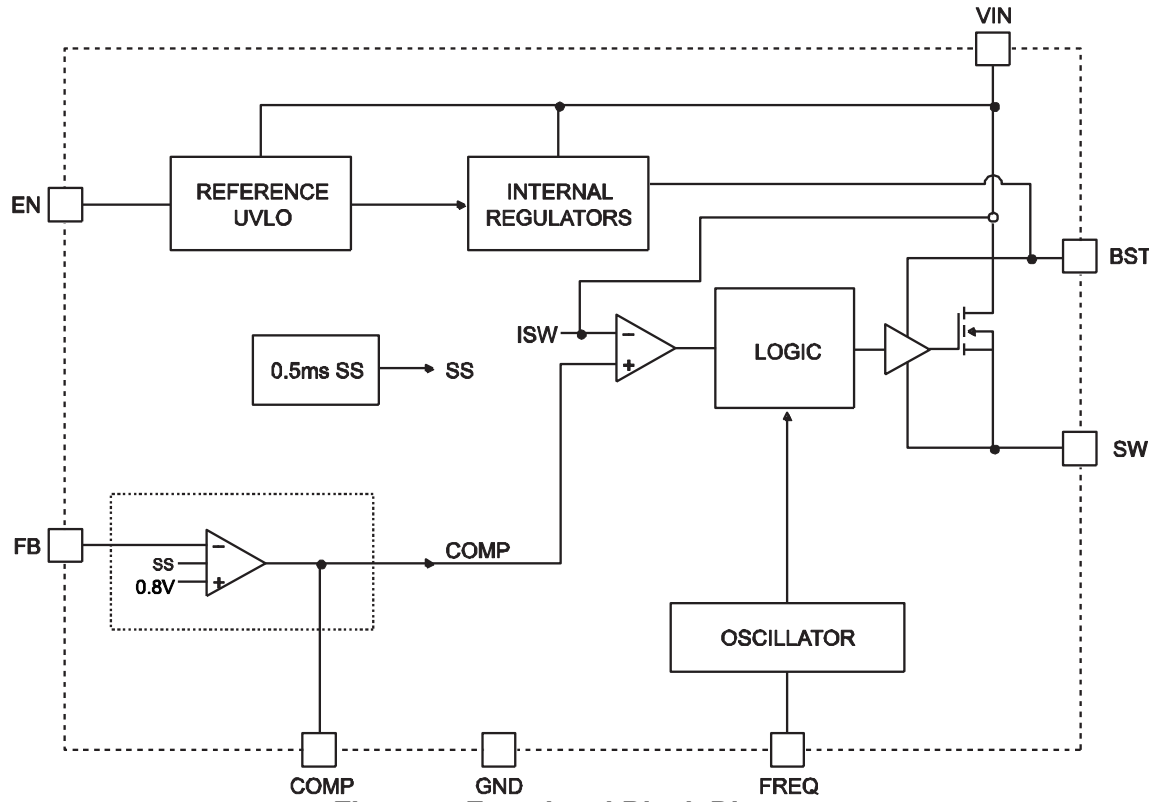 VIN
EN
REFERENCE
UVLO
INTERNAL
REGULATORS
BST
ISW
−
+
LOGIC
0.5ms SS
SS
SW
FB
−
SS
0.8V
+
COMP
OSCILLATOR
COMP
GND
FREQ